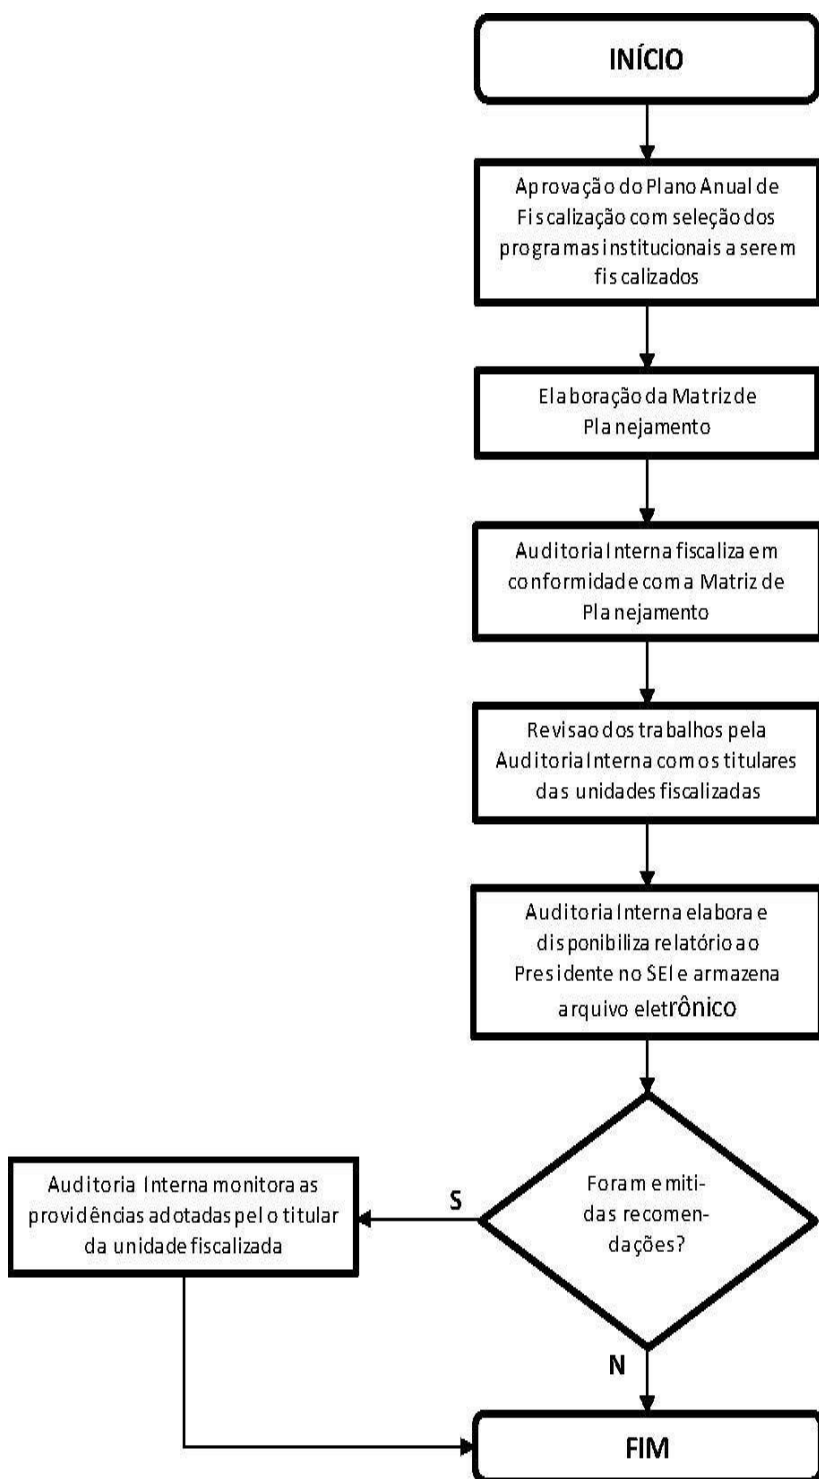 INÍCIO
Aprovação do Plano Anual de
Fiscalização com seleção dos
programas institucionais a serem
fiscalizados
Elaboração da Matriz de
Planejamento
Auditoria Interna fiscaliza em
conformidade com a Matriz de
Planejamento
Revisao dos trabalhos pela
Auditoria Interna com os titulares
das unidades fiscalizadas
Auditoria Interna elabora e
disponibiliza relatório ao
Presidente no SEI e armazena
arquivo eletrônico
Foram emiti-
das recomen-
dações?
S
Auditoria Interna monitora as
providências adotadas pelo titular
da unidade fiscalizada
N
FIM